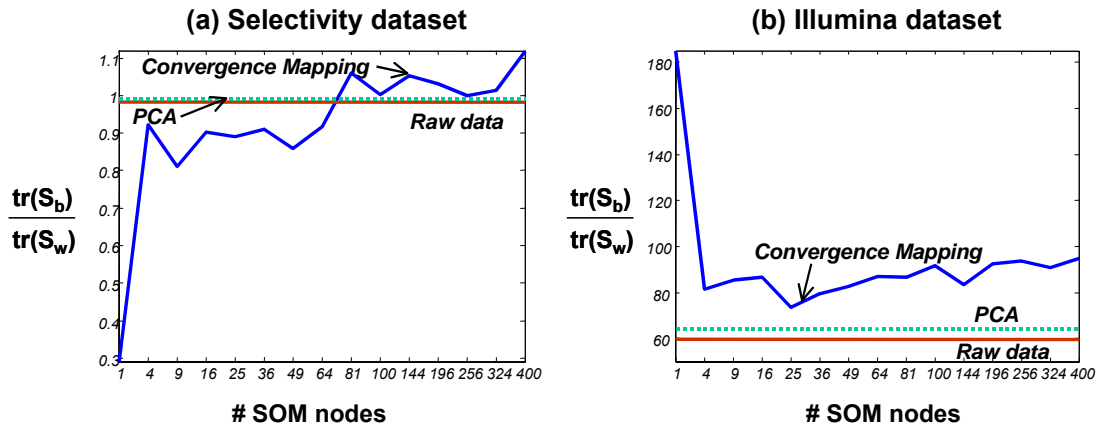 (a) Selectivity dataset
1.1
1
0.9
0.8
0.7
0.6
0.5
0.4
0.3
Convergence Mapping
PCA
Raw data
tr(Sb)
tr(Sw)
1 4 9 16 25 36 49 64 81 100 144 196 256 324 400
# SOM nodes
(b) Illumina dataset
180
160
140
120
100
80
60
Convergence Mapping
PCA
Raw data
tr(Sb)
tr(Sw)
1 4 9 16 25 36 49 64 81 100 144 196 256 324 400
# SOM nodes